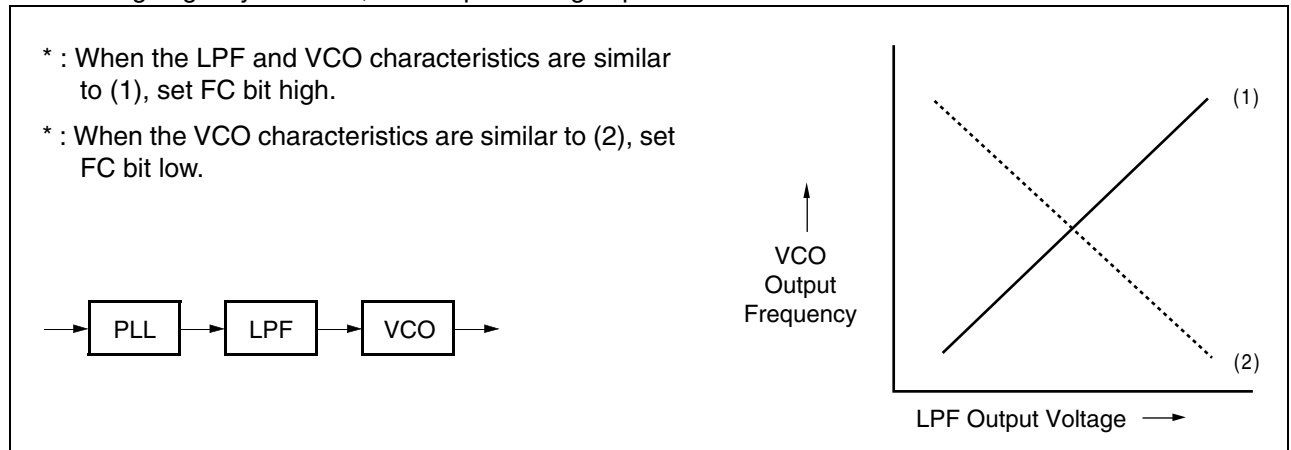 * : When the LPF and VCO characteristics are similar
to (1), set FC bit high.
* : When the VCO characteristics are similar to (2), set
FC bit low.
PLL
LPF
VCO
VCO
Output
Frequency
(1)
(2)
LPF Output Voltage